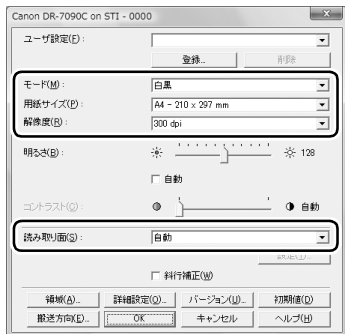 Canon DR-7090C on STI - 0000
ユーザ設定(F):
登録... 削除
モード(M): 白黒
用紙サイズ(P): A4 - 210 x 297 mm
解像度(R): 300 dpi
明るさ(B): 128
自動
コントラスト(C): 自動
読み取り面(S): 自動
斜行補正(W)
領域(A)... 詳細設定(O)... バージョン(U)... 初期値(D)
搬送方向(E)... OK キャンセル ヘルプ(H)